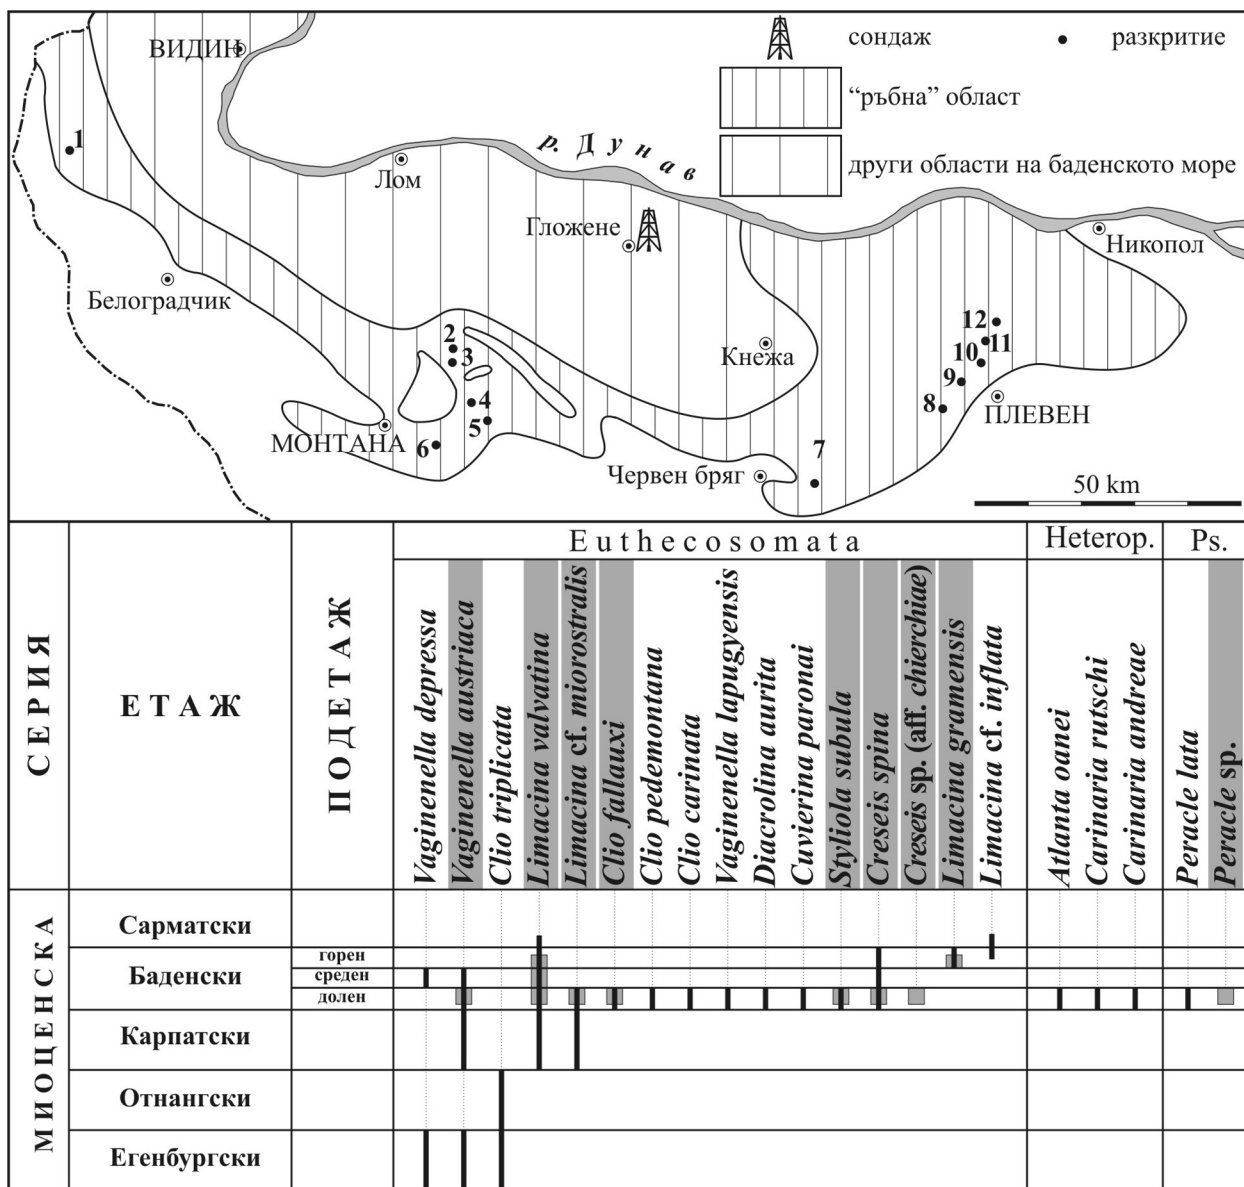 ВИДИН
сондаж
разкритие
“ръбна” област
други области на баденското море
р. Дунав
1
Лом
Гложене
Никопол
Белоградчик
2
3
4
5
6
МОНТАНА
Кнежа
12
11
10
9
8
ПЛЕВЕН
7
Червен бряг
50 km
СЕРИЯ
ЕТАЖ
ПОДЕТАЖ
Euthecosomata
Heterop.
Ps.
Vaginenella depressa
Vaginenella austriaca
Clio triplicata
Limacina valvatina
Limacina cf. miorostralis
Clio fallauxi
Clio pedemontana
Clio carinata
Vaginenella lapugyensis
Diacrolina aurita
Cuvierina paronai
Styliola subula
Creseis spina
Creseis sp. (aff. chierchiae)
Limacina gramensis
Limacina cf. inflata
Atlanta oanei
Carinaria rutschi
Carinaria andreae
Peracle lata
Peracle sp.
МИОЦЕНСКА
Сарматски
Баденски
горен
среден
долен
Карпатски
Отнангски
Егенбургски